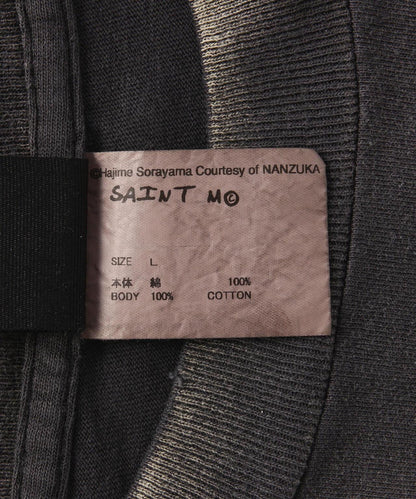 ©Hajime Sorayama Courtesy of NANZUKA
SAINT M©
SIZE L
本体 綿 100%
BODY 100% COTTON